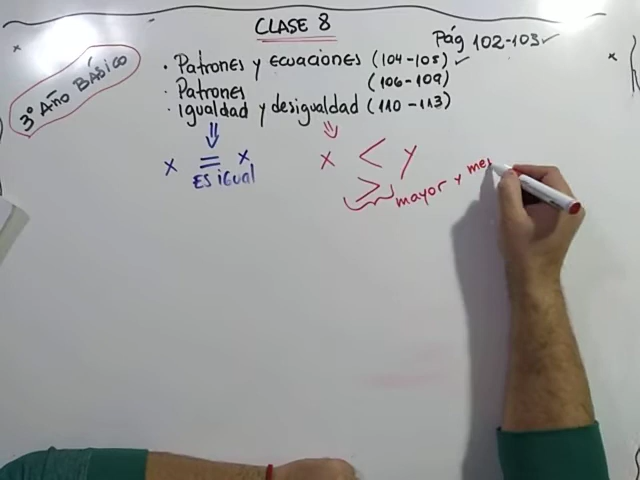 CLASE 8
Pág 102-103 ✓
3° Año BÁSICO
· Patrones y Ecuaciones (104-105) ✓
· Patrones (106-109)
· igualdad y desigualdad (110-113)
x = x
ES iGUAL
x < y
>
mayor y me